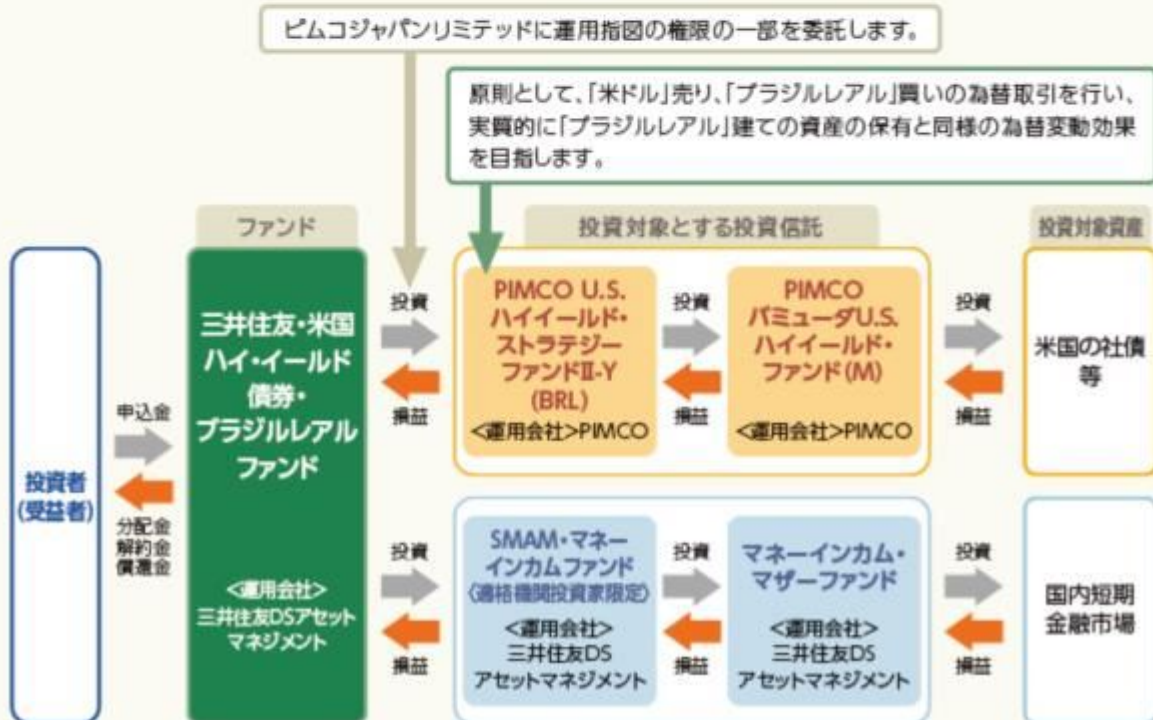 ピムコジャパンリミテッドに運用指図の権限の一部を委託します。
原則として、「米ドル」売り、「ブラジルレアル」買いの為替取引を行い、
実質的に「ブラジルレアル」建ての資産の保有と同様の為替変動効果
を目指します。
ファンド
投資対象とする投資信託
投資対象資産
投資者
(受益者)
申込金
分配金
解約金
償還金
三井住友・米国
ハイ・イールド
債券・
ブラジルレアル
ファンド
<運用会社>
三井住友DSアセット
マネジメント
投資
損益
PIMCO U.S.
ハイイールド・
ストラテジー
ファンドII-Y
(BRL)
<運用会社>PIMCO
投資
損益
PIMCO
バミューダU.S.
ハイイールド・
ファンド(M)
<運用会社>PIMCO
投資
損益
米国の社債
等
投資
損益
SMAM・マネー
インカムファンド
〈適格機関投資家限定〉
<運用会社>
三井住友DS
アセットマネジメント
投資
損益
マネーインカム・
マザーファンド
<運用会社>
三井住友DS
アセットマネジメント
投資
損益
国内短期
金融市場